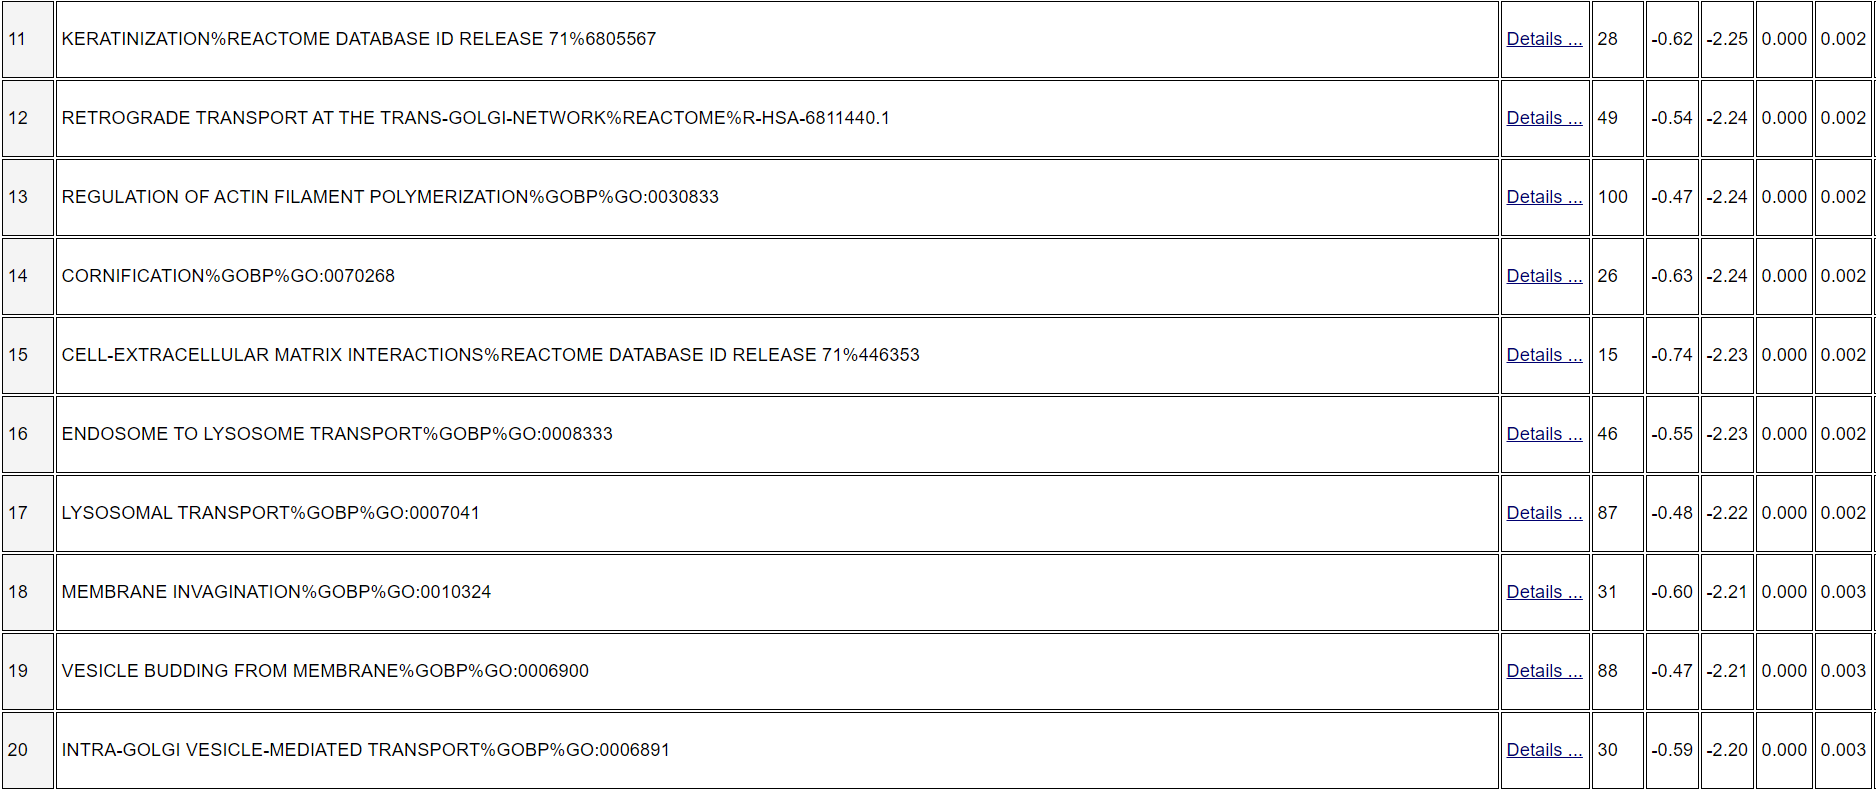 11 KERATINIZATION%REACTOME DATABASE ID RELEASE 71%6805567 Details ... 28 -0.62 -2.25 0.000 0.002
12 RETROGRADE TRANSPORT AT THE TRANS-GOLGI-NETWORK%REACTOME%R-HSA-6811440.1 Details ... 49 -0.54 -2.24 0.000 0.002
13 REGULATION OF ACTIN FILAMENT POLYMERIZATION%GOBP%GO:0030833 Details ... 100 -0.47 -2.24 0.000 0.002
14 CORNIFICATION%GOBP%GO:0070268 Details ... 26 -0.63 -2.24 0.000 0.002
15 CELL-EXTRACELLULAR MATRIX INTERACTIONS%REACTOME DATABASE ID RELEASE 71%446353 Details ... 15 -0.74 -2.23 0.000 0.002
16 ENDOSOME TO LYSOSOME TRANSPORT%GOBP%GO:0008333 Details ... 46 -0.55 -2.23 0.000 0.002
17 LYSOSOMAL TRANSPORT%GOBP%GO:0007041 Details ... 87 -0.48 -2.22 0.000 0.002
18 MEMBRANE INVAGINATION%GOBP%GO:0010324 Details ... 31 -0.60 -2.21 0.000 0.003
19 VESICLE BUDDING FROM MEMBRANE%GOBP%GO:0006900 Details ... 88 -0.47 -2.21 0.000 0.003
20 INTRA-GOLGI VESICLE-MEDIATED TRANSPORT%GOBP%GO:0006891 Details ... 30 -0.59 -2.20 0.000 0.003